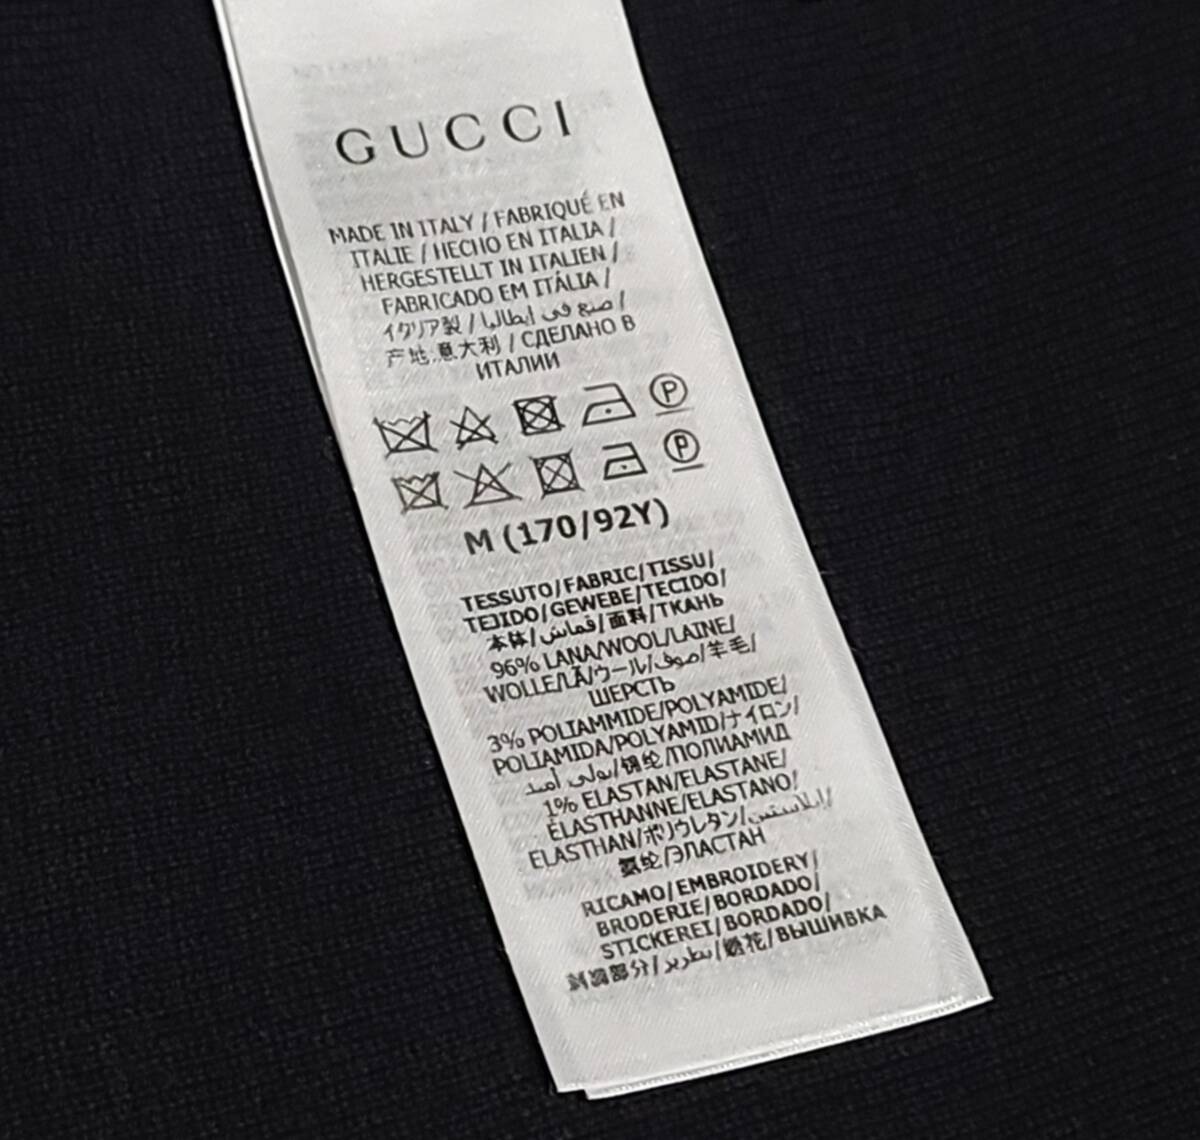 GUCCI
MADE IN ITALY / FABRIQUÉ EN
ITALIE / HECHO EN ITALIA /
HERGESTELLT IN ITALIEN /
FABRICADO EM ITÁLIA /
イタリア製 / صنع في إيطاليا /
产地:意大利 / СДЕЛАНО В
ИТАЛИИ
P
P
M (170/92Y)
TESSUTO/FABRIC/TISSU/
TEJIDO/GEWEBE/TECIDO/
本体/قماش/面料/ТКАНЬ
96% LANA/WOOL/LAINE/
WOLLE/LÃ/ウール/صوف/羊毛/
ШЕРСТЬ
3% POLIAMMIDE/POLYAMIDE/
POLIAMIDA/POLYAMID/ナイロン/
بولي أميد/锦纶/ПОЛИАМИД
1% ELASTAN/ELASTANE/
ÉLASTHANNE/ELASTANO/
ELASTHAN/ポリウレタン/إيلاستين/
氨纶/ЭЛАСТАН
RICAMO/EMBROIDERY/
BRODERIE/BORDADO/
STICKEREI/BORDADO/
刺繍部分/تطريز/绣花/ВЫШИВКА